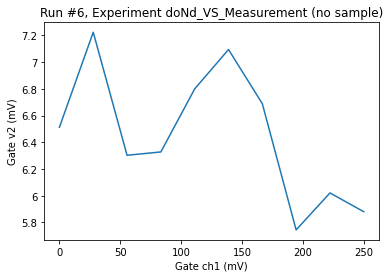 Run #6, Experiment doNd_VS_Measurement (no sample)
7.2
7
6.8
6.6
6.4
6.2
6
5.8
Gate v2 (mV)
0 50 100 150 200 250
Gate ch1 (mV)